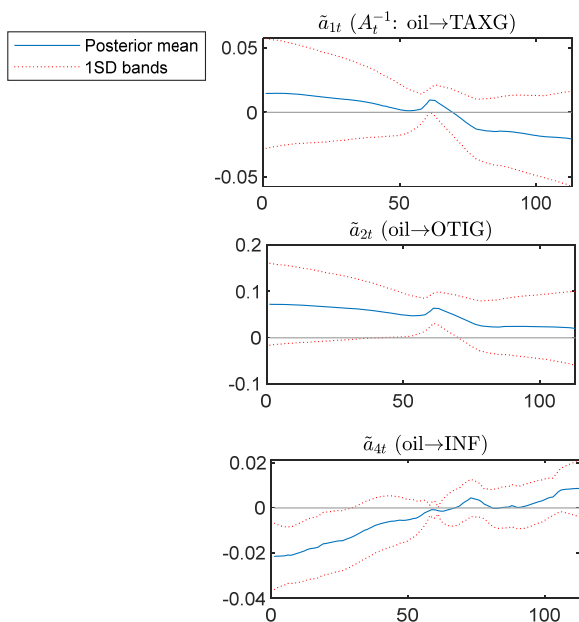 Posterior mean
1SD bands
ã₁ₜ (Aₜ⁻¹: oil→TAXG)
0.05
0
-0.05
0 50 100
ã₂ₜ (oil→OTIG)
0.2
0.1
0
-0.1
0 50 100
ã₄ₜ (oil→INF)
0.02
0
-0.02
-0.04
0 50 100